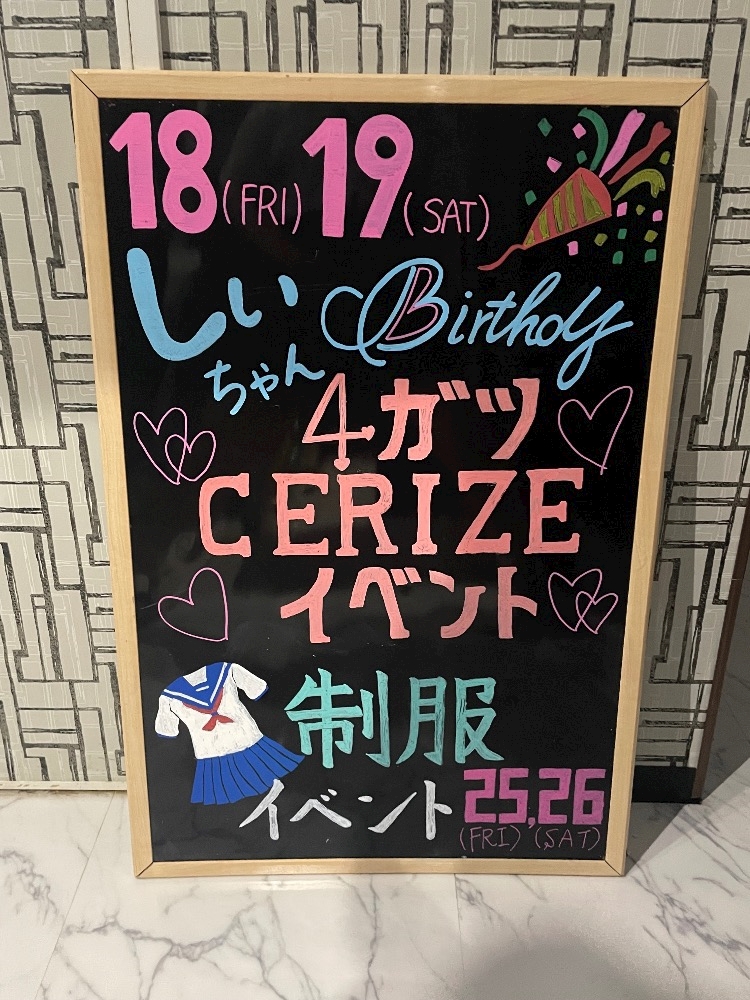 18(FRI) 19(SAT)
しぃちゃん Birthdy
4ガツ
CERIZE
イベント
制服
イベント 25,26
(FRI) (SAT)